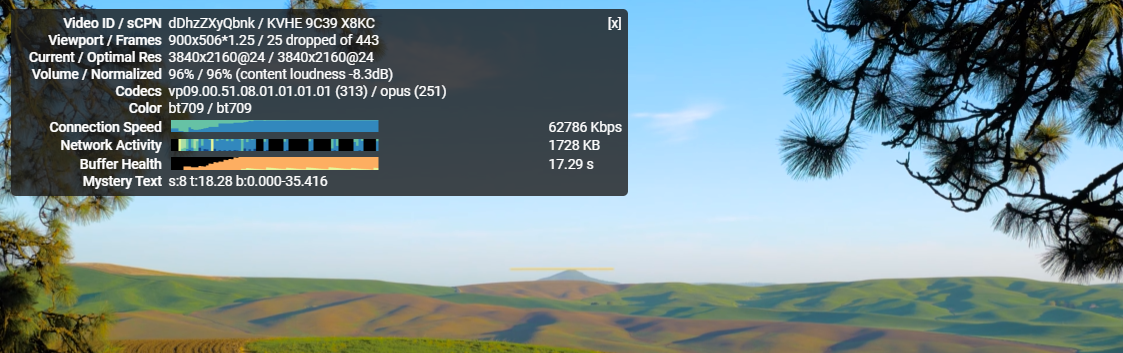 Video ID / sCPN dDhzZXyQbnk / KVHE 9C39 X8KC [x]
Viewport / Frames 900x506*1.25 / 25 dropped of 443
Current / Optimal Res 3840x2160@24 / 3840x2160@24
Volume / Normalized 96% / 96% (content loudness -8.3dB)
Codecs vp09.00.51.08.01.01.01.01 (313) / opus (251)
Color bt709 / bt709
Connection Speed 62786 Kbps
Network Activity 1728 KB
Buffer Health 17.29 s
Mystery Text s:8 t:18.28 b:0.000-35.416